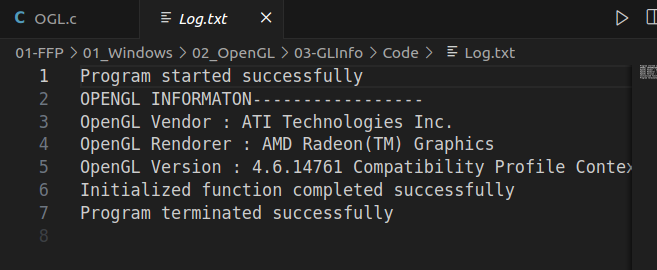 C OGL.c Log.txt ×
01-FFP > 01_Windows > 02_OpenGL > 03-GLInfo > Code > Log.txt
1 Program started successfully
2 OPENGL INFORMATON-----------------
3 OpenGL Vendor : ATI Technologies Inc.
4 OpenGL Rendorer : AMD Radeon(TM) Graphics
5 OpenGL Version : 4.6.14761 Compatibility Profile Contex
6 Initialized function completed successfully
7 Program terminated successfully
8